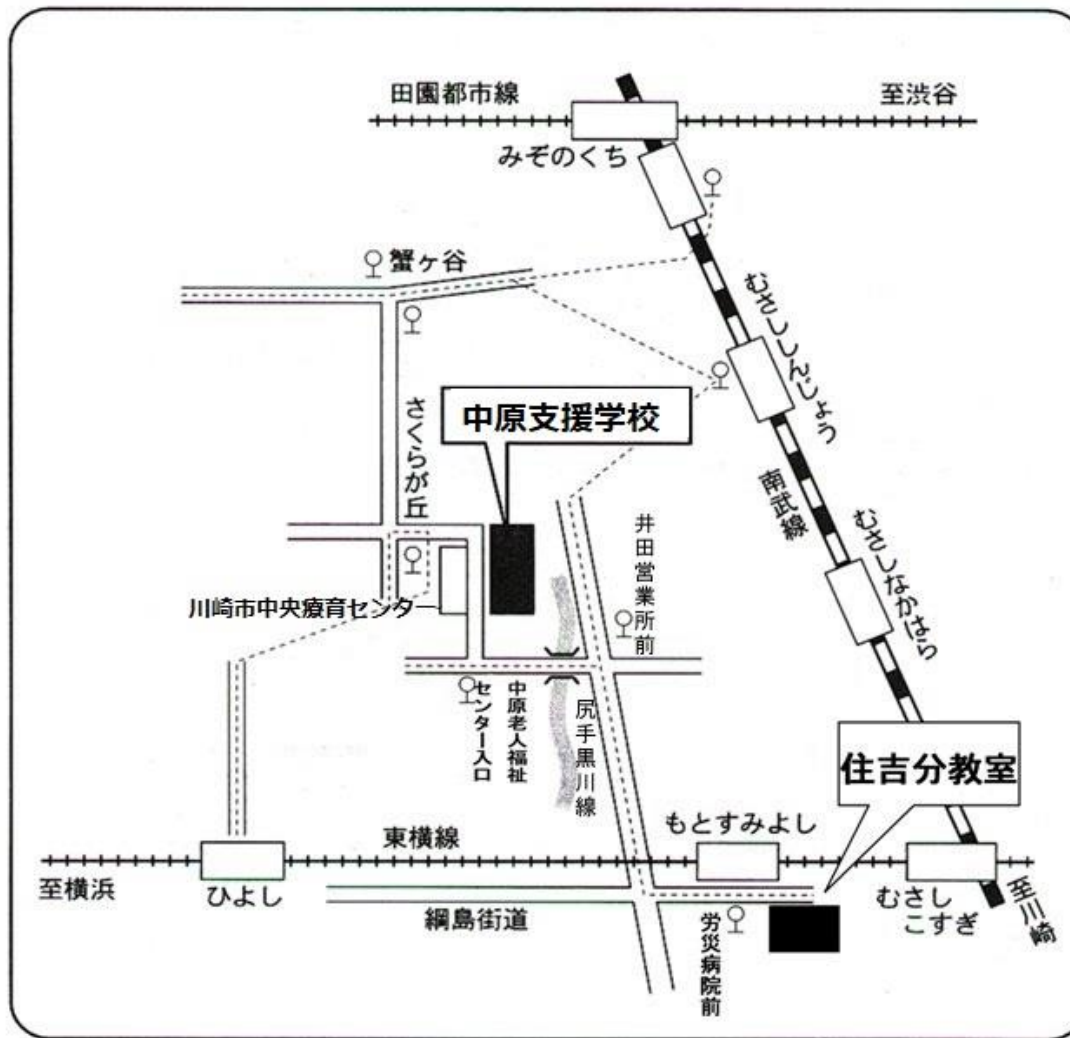 田園都市線
至渋谷
みぞのくち
蟹ヶ谷
むさししんじょう
さくらが丘
中原支援学校
南武線
井田営業所前
むさしなかはら
川崎市中央療育センター
中原老人福祉
センター入口
尻手黒川線
住吉分教室
もとすみよし
東横線
至横浜
ひよし
むさし
こすぎ
至川崎
綱島街道
労災病院前